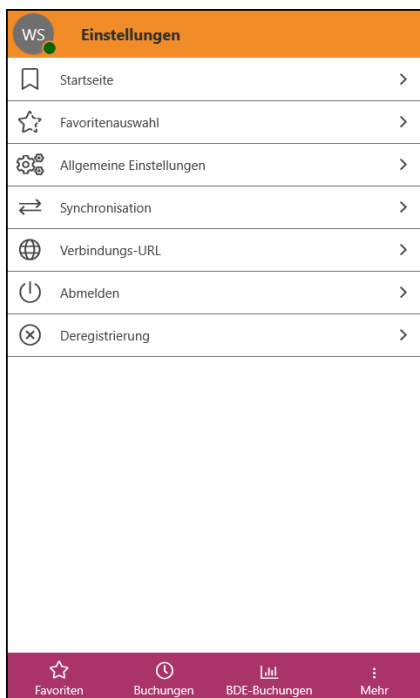 WS Einstellungen
Startseite
Favoritenauswahl
Allgemeine Einstellungen
Synchronisation
Verbindungs-URL
Abmelden
Deregistrierung
Favoriten Buchungen BDE-Buchungen Mehr